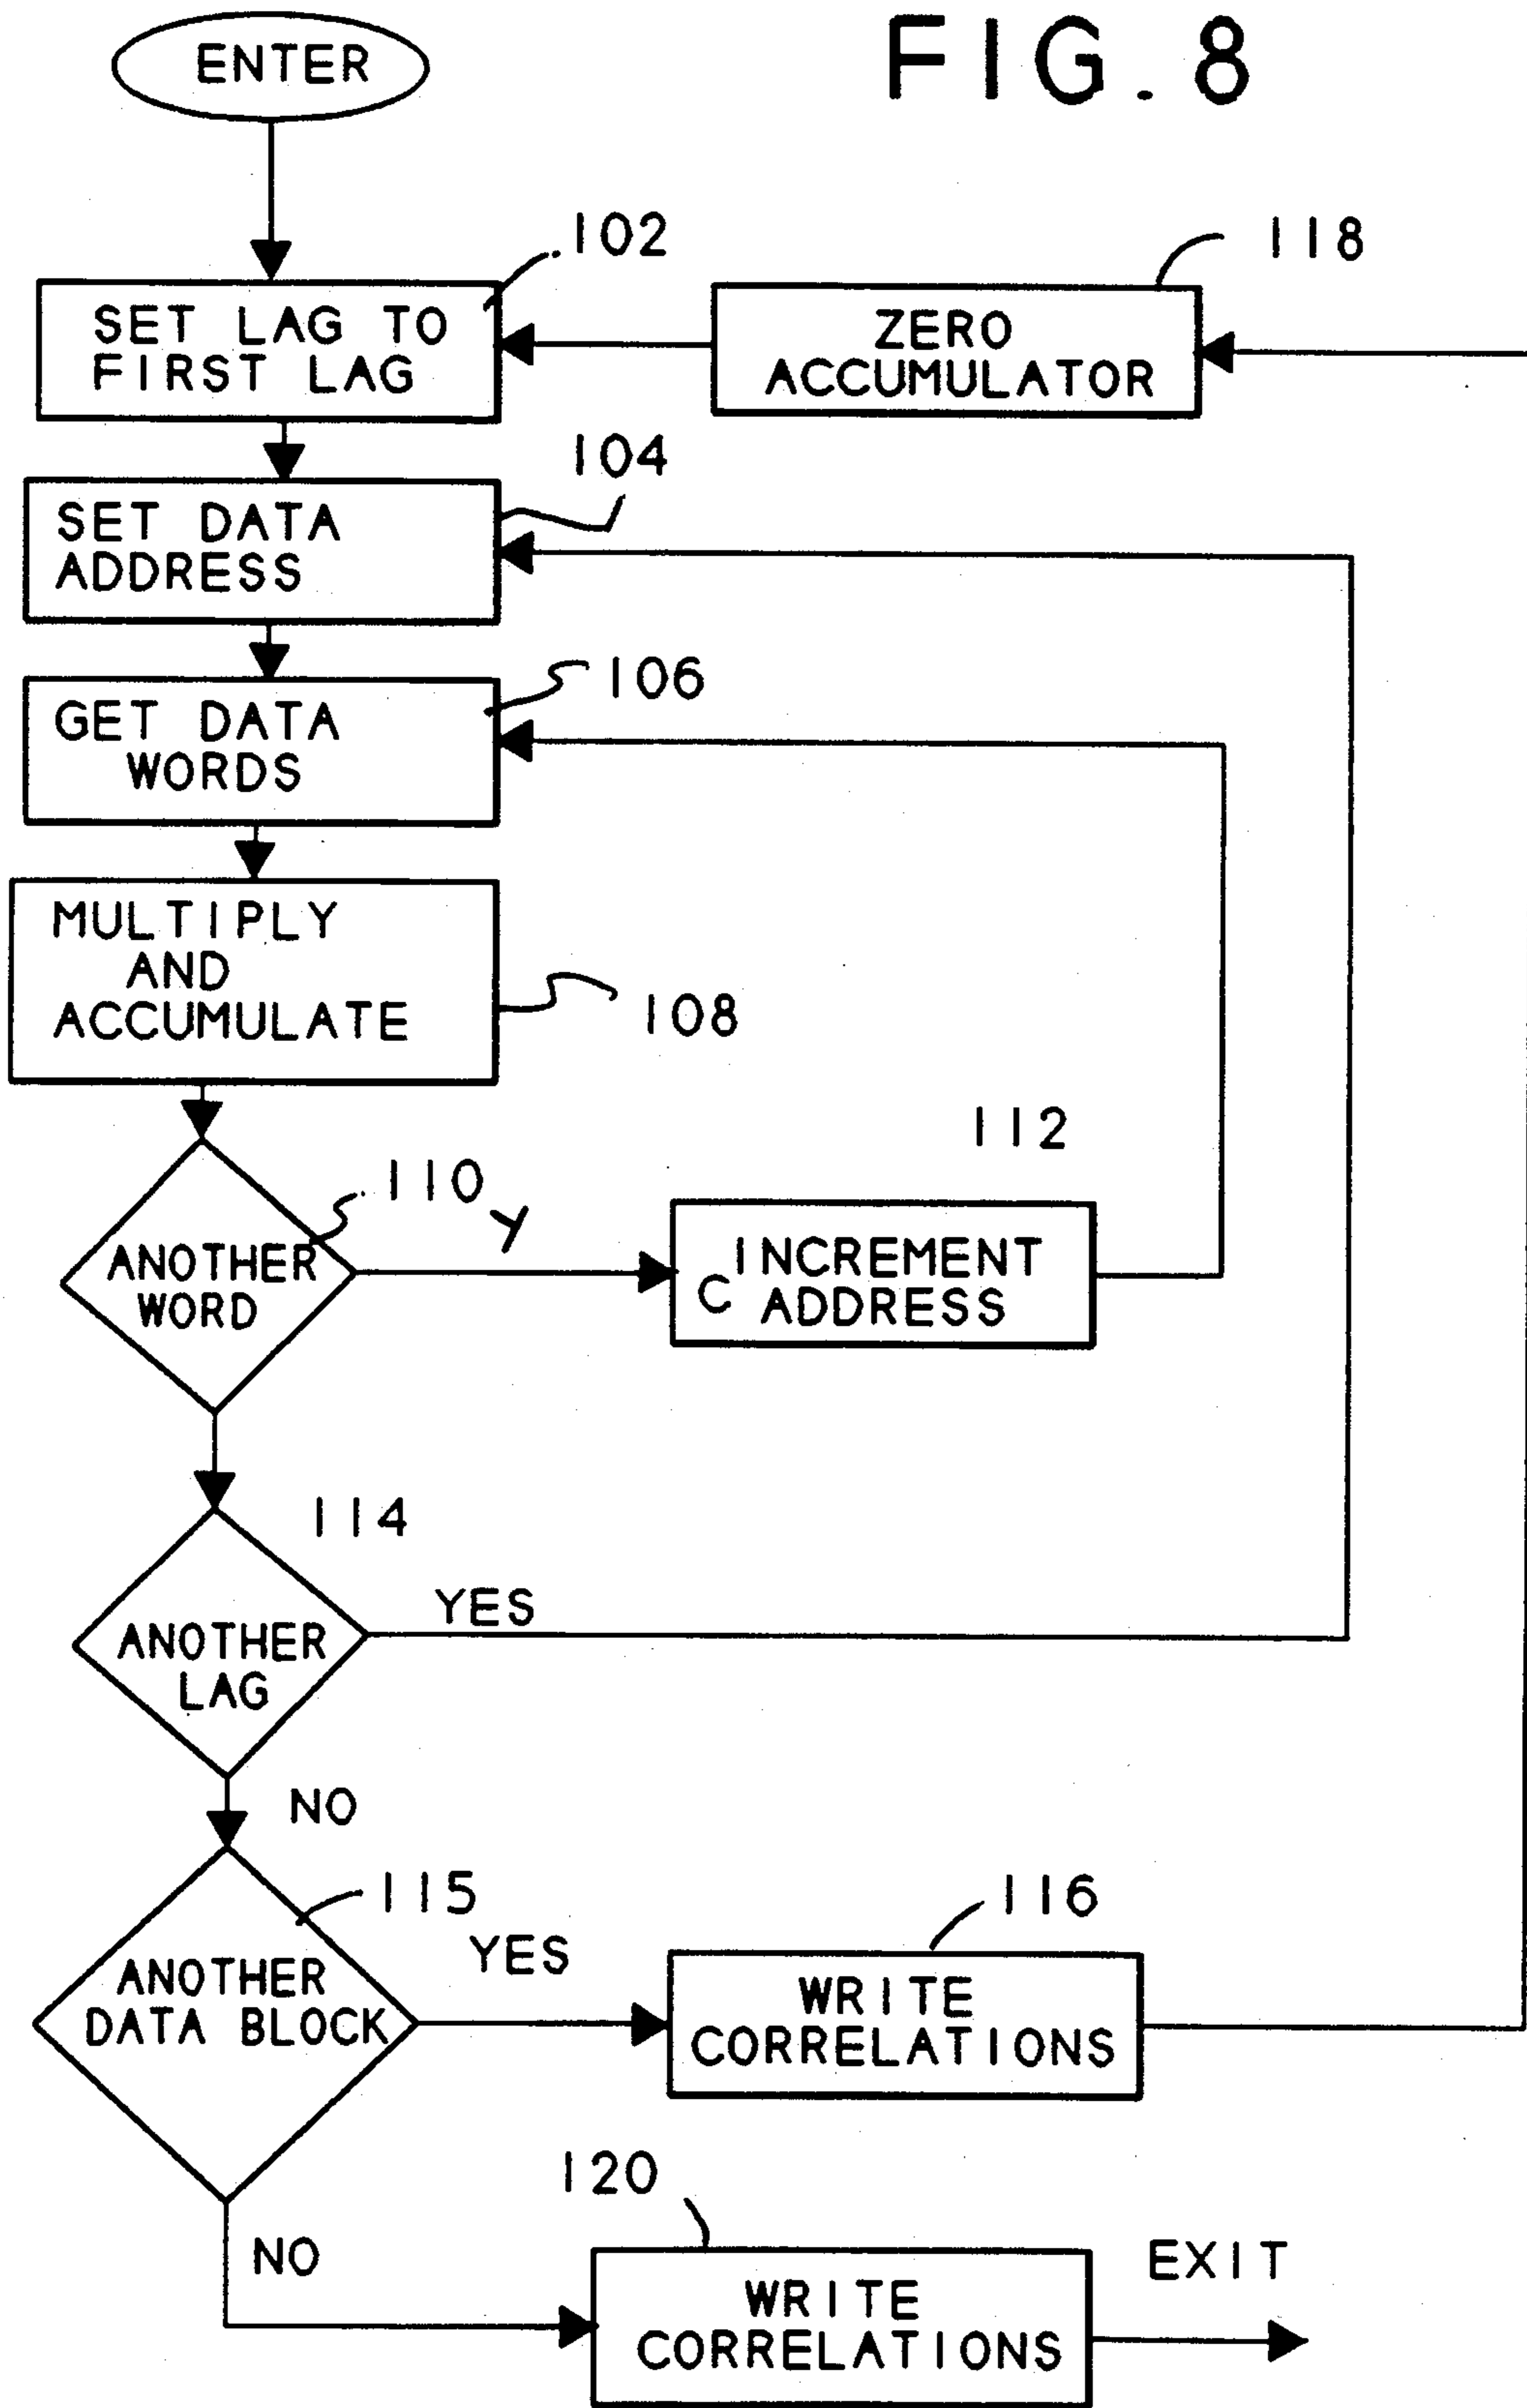 FIG. 8
ENTER
102
118
SET LAG TO
FIRST LAG
ZERO
ACCUMULATOR
104
SET DATA
ADDRESS
106
GET DATA
WORDS
MULTIPLY
AND
ACCUMULATE
108
112
110
Y
ANOTHER
WORD
INCREMENT
C ADDRESS
114
YES
ANOTHER
LAG
NO
115
116
YES
ANOTHER
DATA BLOCK
WRITE
CORRELATIONS
120
NO
EXIT
WRITE
CORRELATIONS